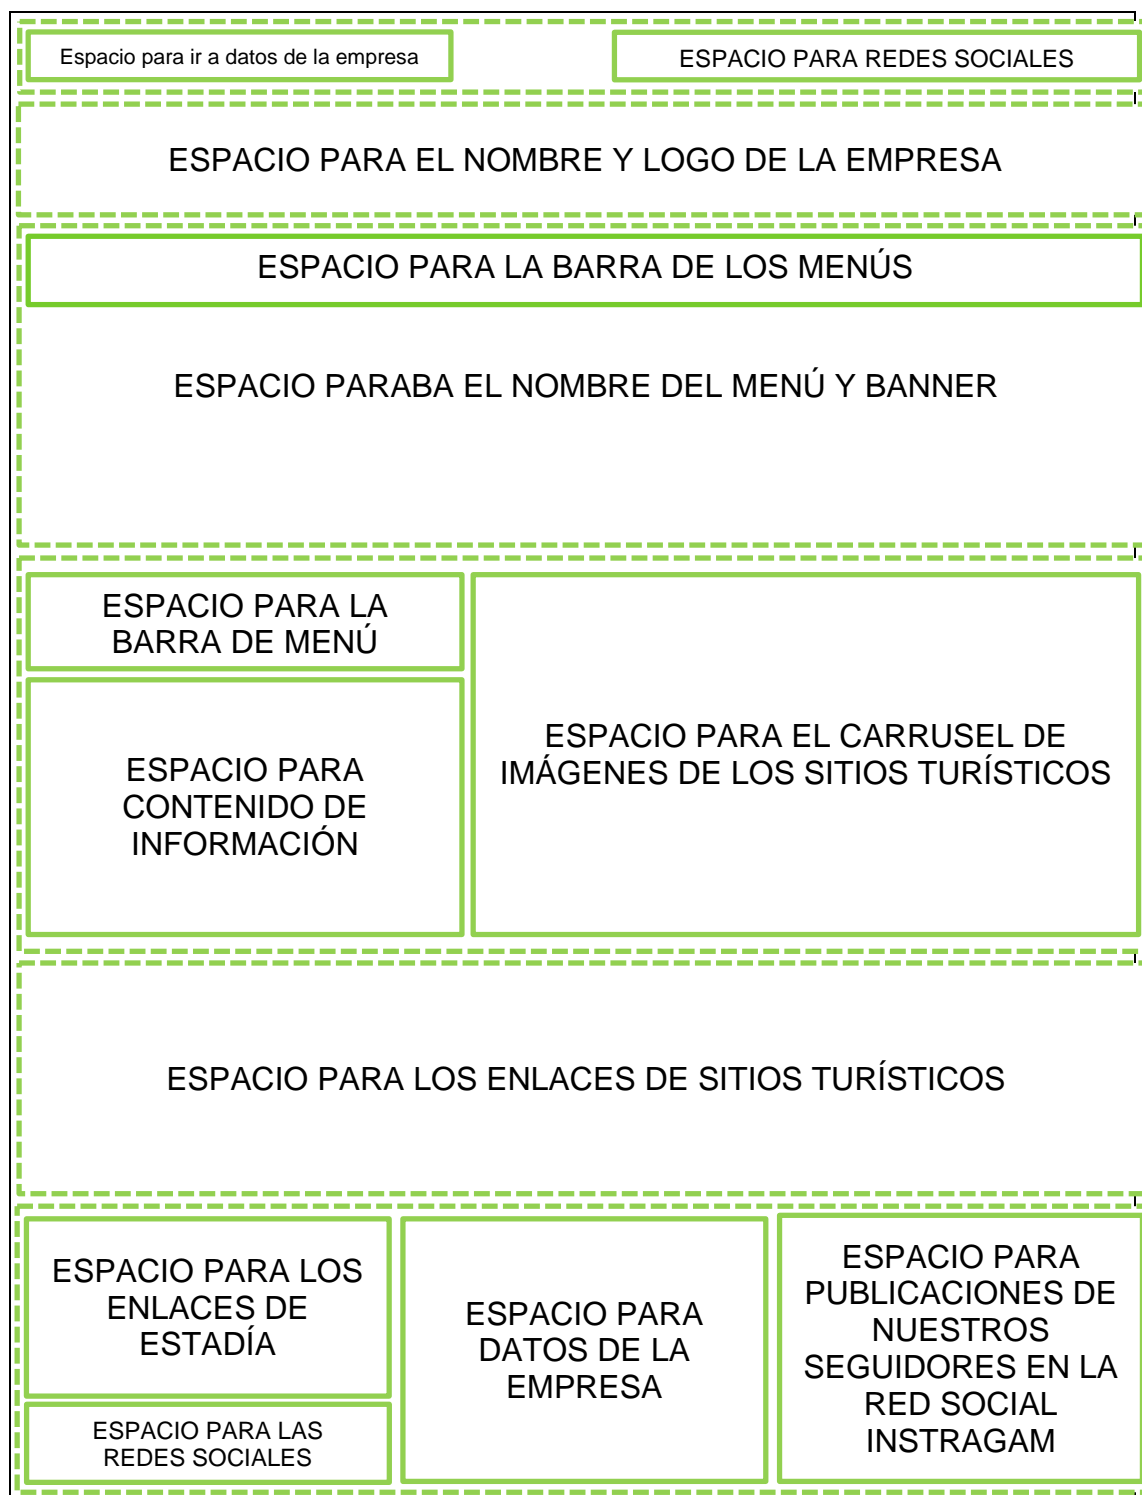 Espacio para ir a datos de la empresa
ESPACIO PARA REDES SOCIALES
ESPACIO PARA EL NOMBRE Y LOGO DE LA EMPRESA
ESPACIO PARA LA BARRA DE LOS MENÚS
ESPACIO PARABA EL NOMBRE DEL MENÚ Y BANNER
ESPACIO PARA LA
BARRA DE MENÚ
ESPACIO PARA
CONTENIDO DE
INFORMACIÓN
ESPACIO PARA EL CARRUSEL DE
IMÁGENES DE LOS SITIOS TURÍSTICOS
ESPACIO PARA LOS ENLACES DE SITIOS TURÍSTICOS
ESPACIO PARA LOS
ENLACES DE
ESTADÍA
ESPACIO PARA LAS
REDES SOCIALES
ESPACIO PARA
DATOS DE LA
EMPRESA
ESPACIO PARA
PUBLICACIONES DE
NUESTROS
SEGUIDORES EN LA
RED SOCIAL
INSTRAGAM